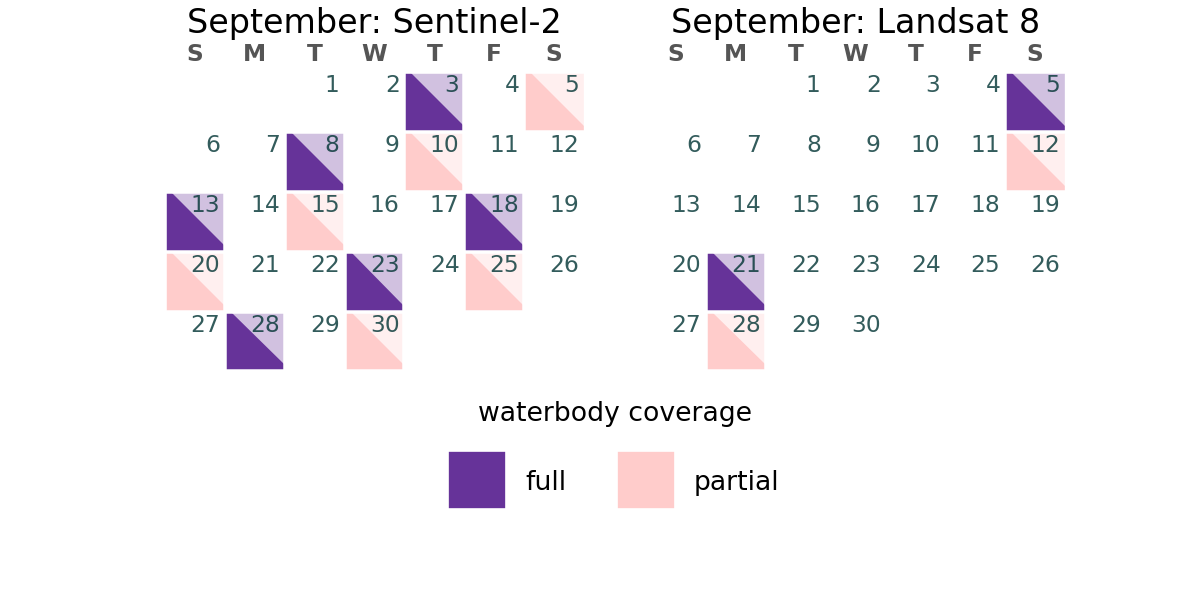 September: Sentinel-2
S M T W T F S
1 2 3 4 5
6 7 8 9 10 11 12
13 14 15 16 17 18 19
20 21 22 23 24 25 26
27 28 29 30
September: Landsat 8
S M T W T F S
1 2 3 4 5
6 7 8 9 10 11 12
13 14 15 16 17 18 19
20 21 22 23 24 25 26
27 28 29 30
waterbody coverage
full partial